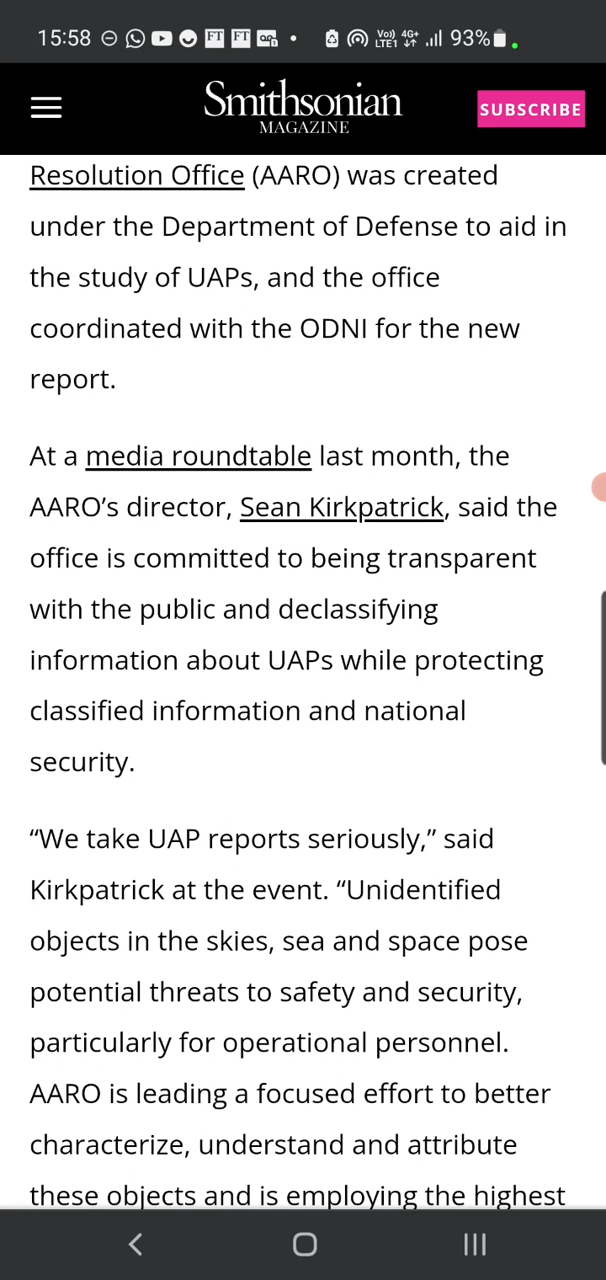 15:58 FT FT Vo)) LTE1 4G+ 93%
Smithsonian
MAGAZINE
SUBSCRIBE
Resolution Office (AARO) was created
under the Department of Defense to aid in
the study of UAPs, and the office
coordinated with the ODNI for the new
report.
At a media roundtable last month, the
AARO’s director, Sean Kirkpatrick, said the
office is committed to being transparent
with the public and declassifying
information about UAPs while protecting
classified information and national
security.
“We take UAP reports seriously,” said
Kirkpatrick at the event. “Unidentified
objects in the skies, sea and space pose
potential threats to safety and security,
particularly for operational personnel.
AARO is leading a focused effort to better
characterize, understand and attribute
these objects and is employing the highest